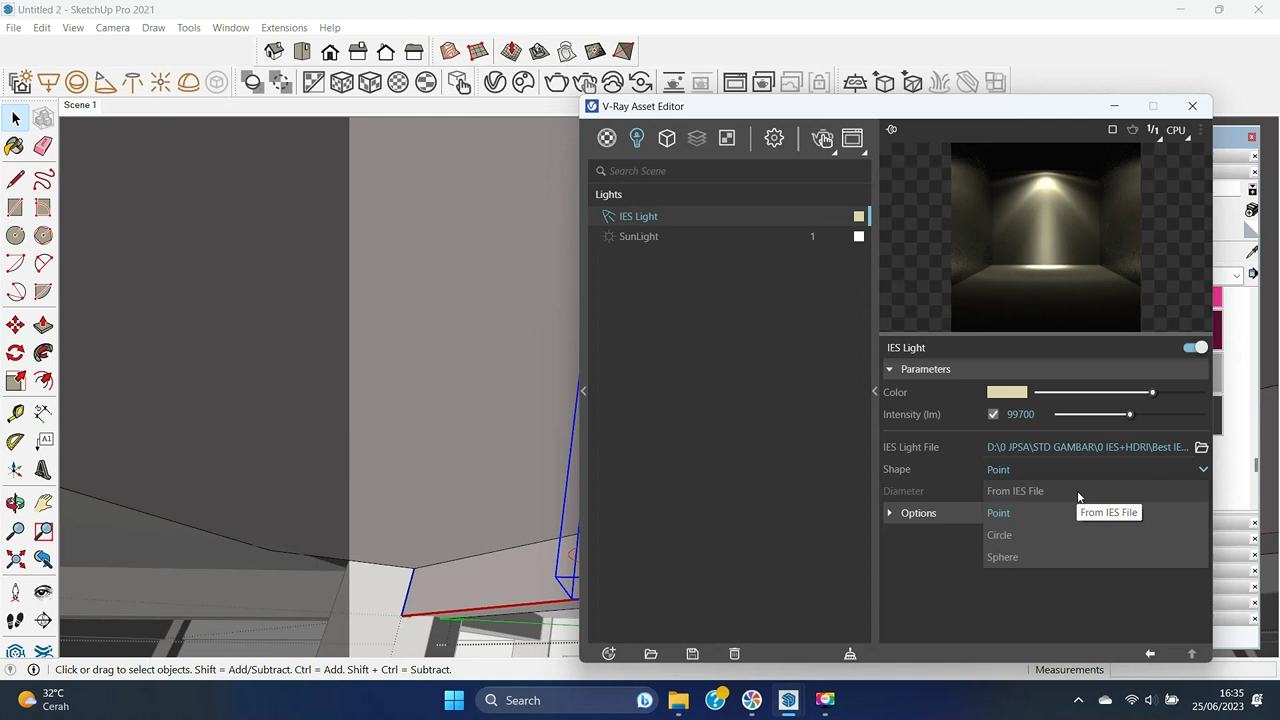 Untitled 2 - SketchUp Pro 2021
File Edit View Camera Draw Tools Window Extensions Help
Scene 1
V-Ray Asset Editor
1/1 CPU
Search Scene
Lights
IES Light
SunLight 1
IES Light
Parameters
Color
Intensity (lm) 99700
IES Light File D:\0 JPSA\STD GAMBAR\0 IES+HDRI\Best IE...
Shape Point
Diameter From IES File
Options Point
From IES File
Circle
Sphere
A1
Click or drag to select objects. Shift = Add/Subtract. Ctrl = Add. Shift + Ctrl = Subtract.
Measurements
32°C
Cerah
Search
16:35
25/06/2023